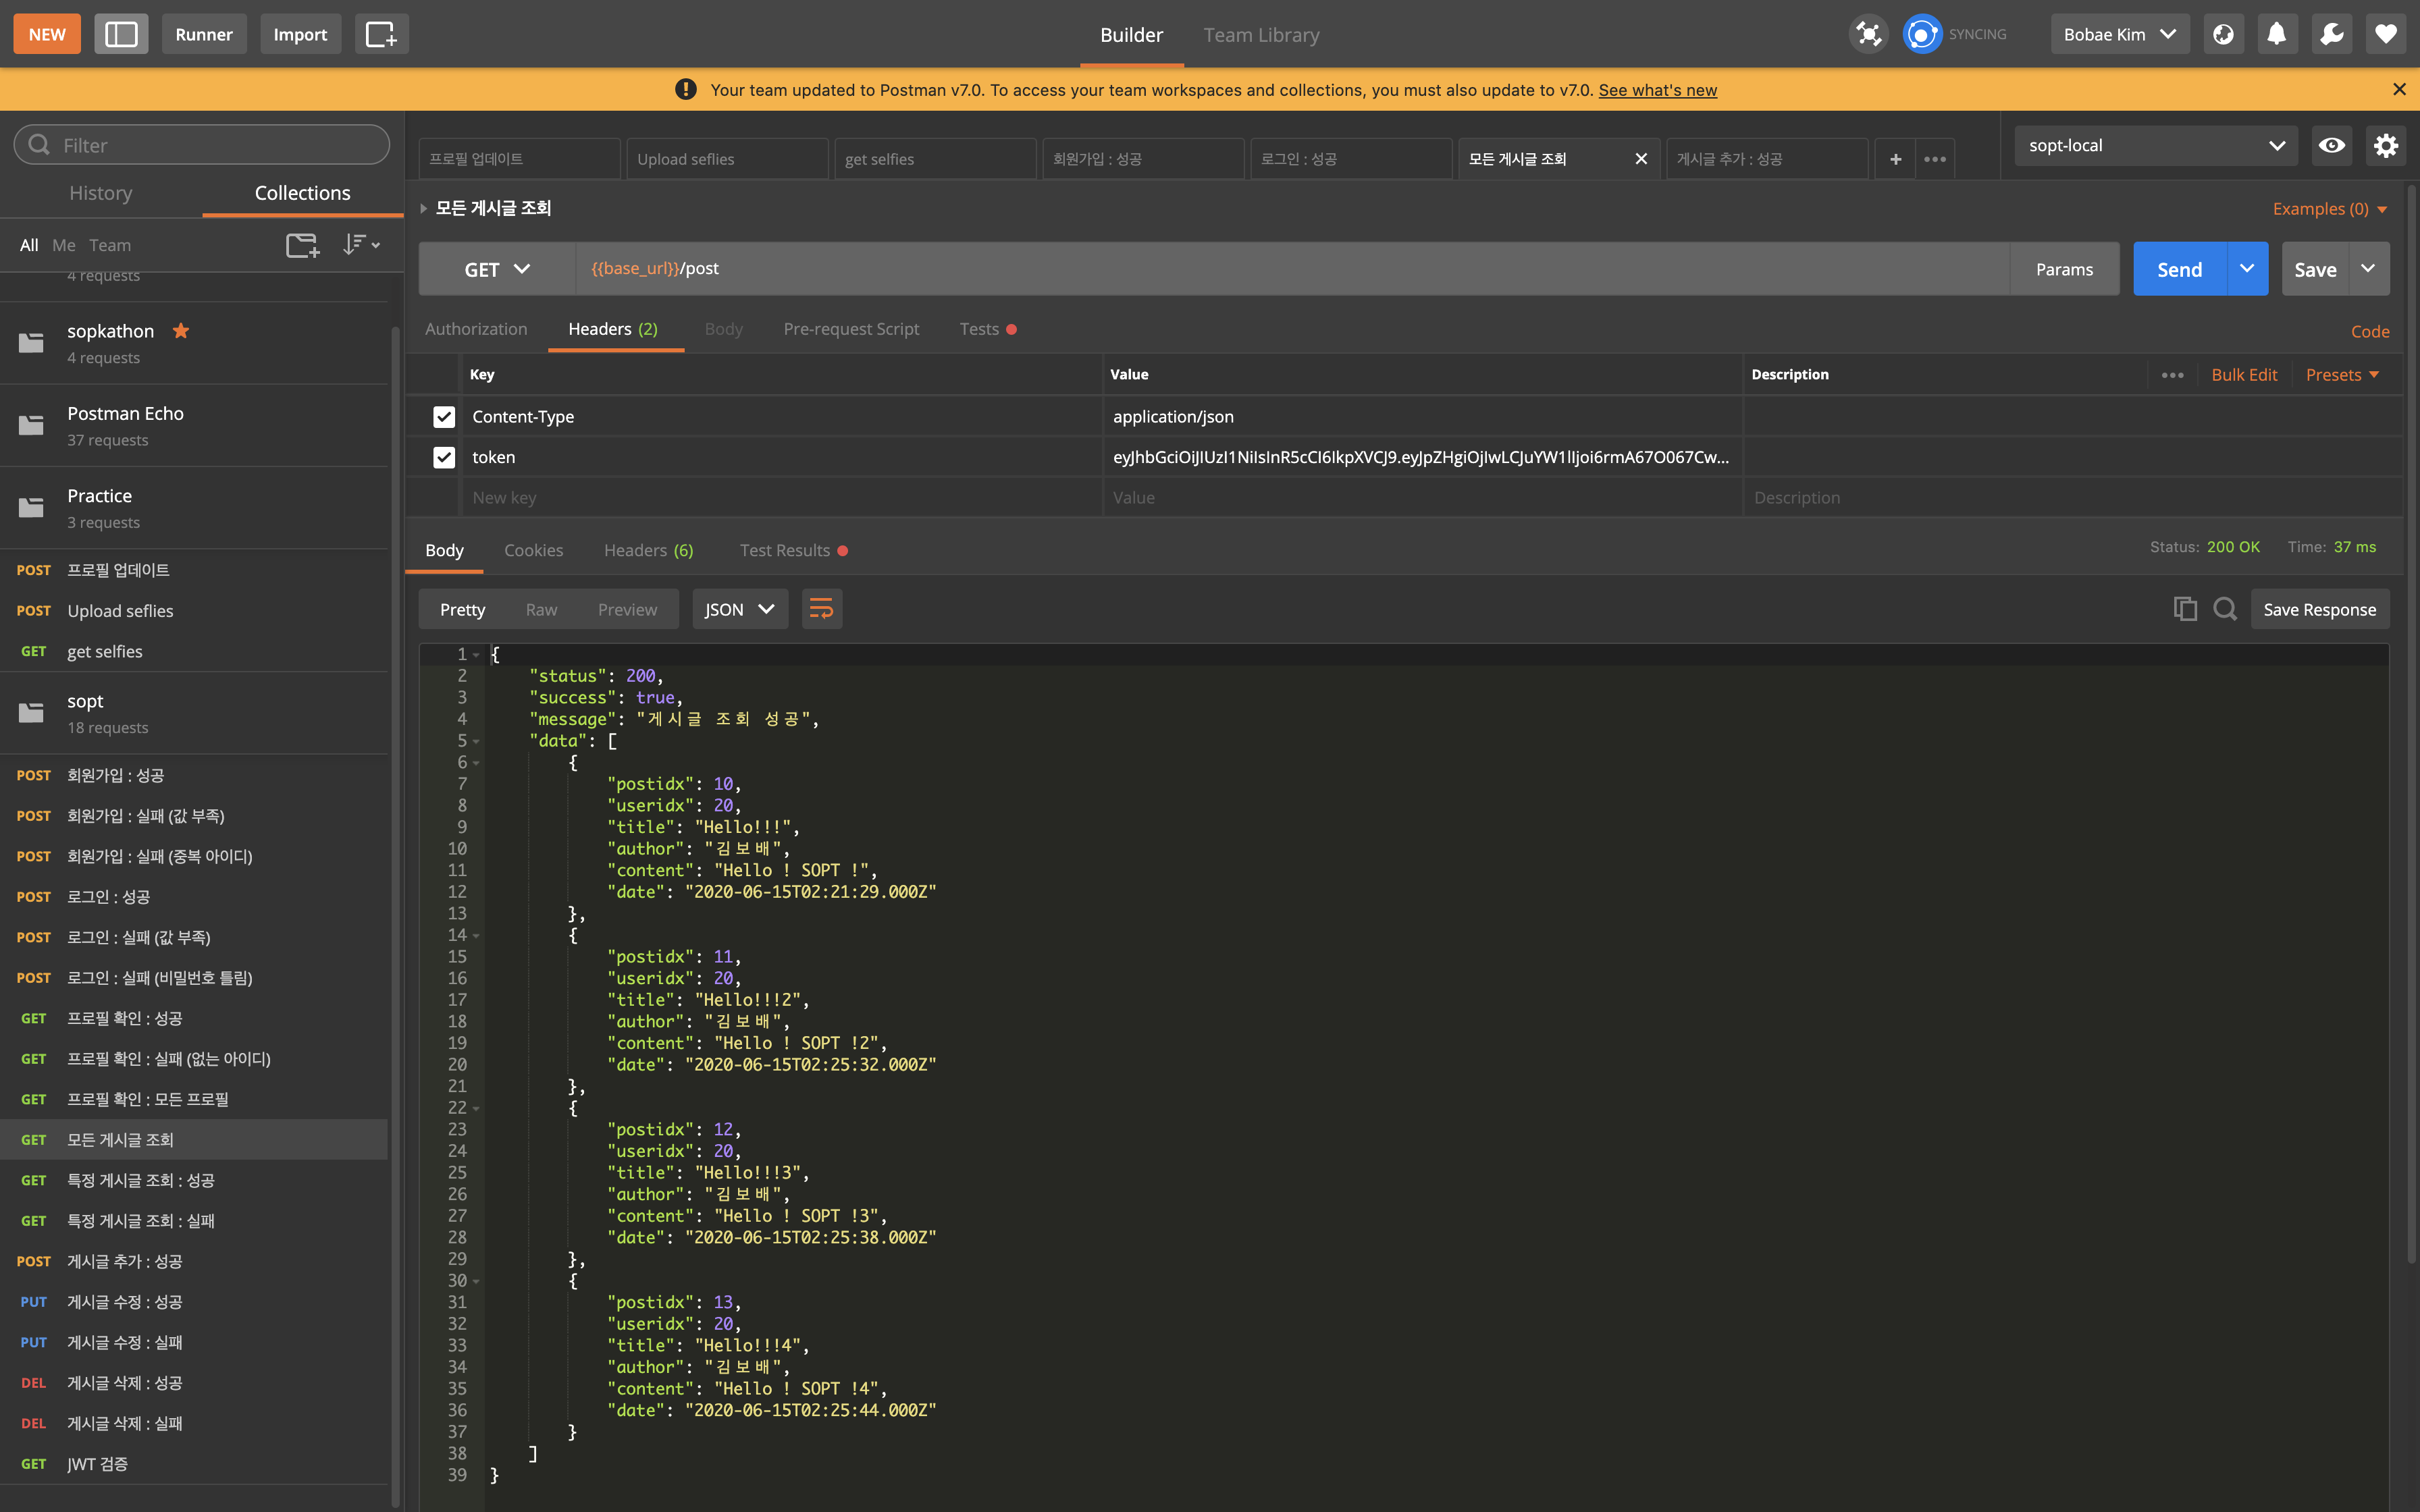 NEW Runner Import Builder Team Library SYNCING Bobae Kim
Your team updated to Postman v7.0. To access your team workspaces and collections, you must also update to v7.0. See what's new
Filter
History Collections
All Me Team
4 requests
sopkathon
4 requests
Postman Echo
37 requests
Practice
3 requests
POST 프로필 업데이트
POST Upload seflies
GET get selfies
sopt
18 requests
POST 회원가입 : 성공
POST 회원가입 : 실패 (값 부족)
POST 회원가입 : 실패 (중복 아이디)
POST 로그인 : 성공
POST 로그인 : 실패 (값 부족)
POST 로그인 : 실패 (비밀번호 틀림)
GET 프로필 확인 : 성공
GET 프로필 확인 : 실패 (없는 아이디)
GET 프로필 확인 : 모든 프로필
GET 모든 게시글 조회
GET 특정 게시글 조회 : 성공
GET 특정 게시글 조회 : 실패
POST 게시글 추가 : 성공
PUT 게시글 수정 : 성공
PUT 게시글 수정 : 실패
DEL 게시글 삭제 : 성공
DEL 게시글 삭제 : 실패
GET JWT 검증
프로필 업데이트 Upload seflies get selfies 회원가입 : 성공 로그인 : 성공 모든 게시글 조회 게시글 추가 : 성공 sopt-local
모든 게시글 조회 Examples (0)
GET {{base_url}}/post Params Send Save
Authorization Headers (2) Body Pre-request Script Tests Code
Key Value Description Bulk Edit Presets
Content-Type application/json
token
New key Value Description
Body Cookies Headers (6) Test Results Status: 200 OK Time: 37 ms
Pretty Raw Preview JSON Save Response
1 {
2 "status": 200,
3 "success": true,
4 "message": "게시글 조회 성공",
5 "data": [
6 {
7 "postidx": 10,
8 "useridx": 20,
9 "title": "Hello!!!",
10 "author": "김보배",
11 "content": "Hello ! SOPT !",
12 "date": "2020-06-15T02:21:29.000Z"
13 },
14 {
15 "postidx": 11,
16 "useridx": 20,
17 "title": "Hello!!!2",
18 "author": "김보배",
19 "content": "Hello ! SOPT !2",
20 "date": "2020-06-15T02:25:32.000Z"
21 },
22 {
23 "postidx": 12,
24 "useridx": 20,
25 "title": "Hello!!!3",
26 "author": "김보배",
27 "content": "Hello ! SOPT !3",
28 "date": "2020-06-15T02:25:38.000Z"
29 },
30 {
31 "postidx": 13,
32 "useridx": 20,
33 "title": "Hello!!!4",
34 "author": "김보배",
35 "content": "Hello ! SOPT !4",
36 "date": "2020-06-15T02:25:44.000Z"
37 }
38 ]
39 }